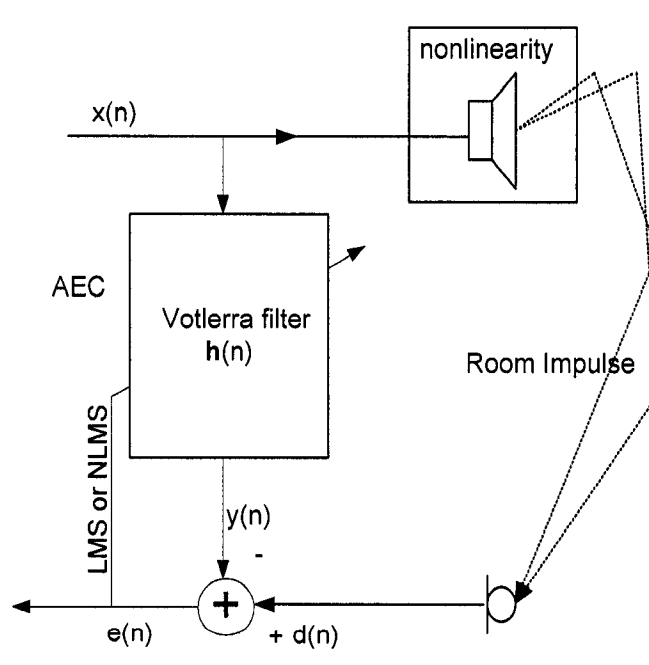 nonlinearity
x(n)
AEC
Votlerra filter
h(n)
Room Impulse
LMS or NLMS
y(n)
-
+
e(n)
+ d(n)